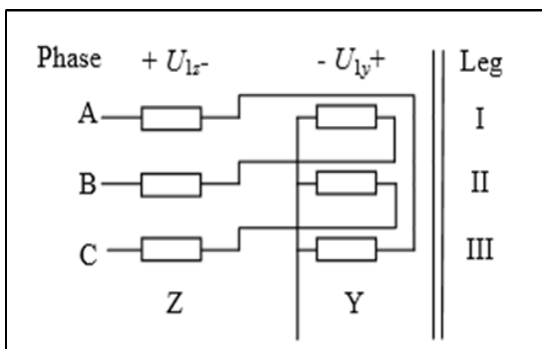 Phase + U1z- - U1y+ Leg
A I
B II
C III
Z Y